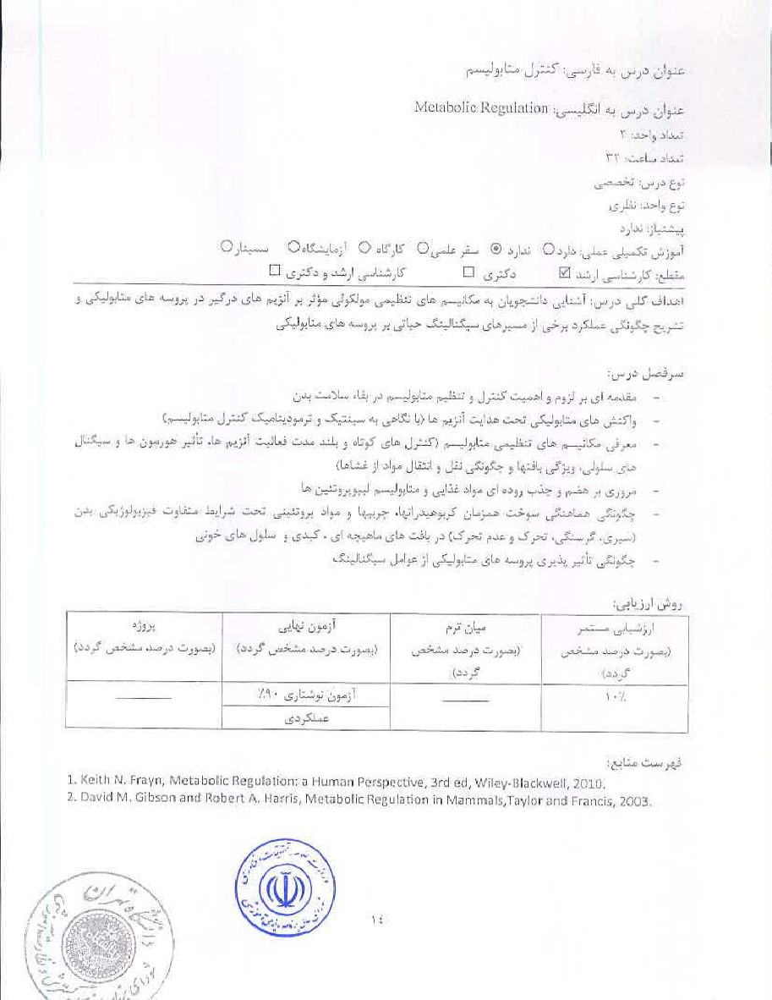 عنوان درس به فارسی: کنترل متابولیسم
عنوان درس به انگلیسی: Metabolic Regulation
تعداد واحد: ۲
تعداد ساعت: ۳۲
نوع درس: تخصصی
نوع واحد: نظری
پیشنیاز: ندارد
آموزش تکمیلی عملی: دارد○ ندارد ◉ سفر علمی○ کارگاه ○ آزمایشگاه○ سمینار○
مقطع: کارشناسی ارشد ☑ دکتری ☐ کارشناسی ارشد و دکتری ☐
اهداف کلی درس: آشنایی دانشجویان به مکانیسم های تنظیمی مولکولی مؤثر بر آنزیم های درگیر در پروسه های متابولیکی و
تشریح چگونگی عملکرد برخی از مسیرهای سیگنالینگ حیاتی بر پروسه های متابولیکی
سرفصل درس:
- مقدمه ای بر لزوم و اهمیت کنترل و تنظیم متابولیسم در بقاء سلامت بدن
- واکنش های متابولیکی تحت هدایت آنزیم ها (با نگاهی به سینتیک و ترمودینامیک کنترل متابولیسم)
- معرفی مکانیسم های تنظیمی متابولیسم (کنترل های کوتاه و بلند مدت فعالیت آنزیم ها، تأثیر هورمون ها و سیگنال
های سلولی، ویژگی بافتها و چگونگی نقل و انتقال مواد از غشاها)
- مروری بر هضم و جذب روده ای مواد غذایی و متابولیسم لیپوپروتئین ها
- چگونگی هماهنگی سوخت همزمان کربوهیدراتها، چربیها و مواد پروتئینی تحت شرایط متفاوت فیزیولوژیکی بدن
(سیری، گرسنگی، تحرک و عدم تحرک) در بافت های ماهیچه ای ، کبدی و سلول های خونی
- چگونگی تأثیر پذیری پروسه های متابولیکی از عوامل سیگنالینگ
روش ارزیابی:
ارزشیابی مستمر میان ترم آزمون نهایی پروژه
(بصورت درصد مشخص (بصورت درصد مشخص (بصورت درصد مشخص گردد) (بصورت درصد مشخص گردد)
گردد) گردد)
۱۰٪ ______ آزمون نوشتاری ۹۰٪ ______
عملکردی
فهرست منابع:
1. Keith N. Frayn, Metabolic Regulation: a Human Perspective, 3rd ed, Wiley-Blackwell, 2010.
2. David M. Gibson and Robert A. Harris, Metabolic Regulation in Mammals,Taylor and Francis, 2003.
دانشگاه تهران
١٤